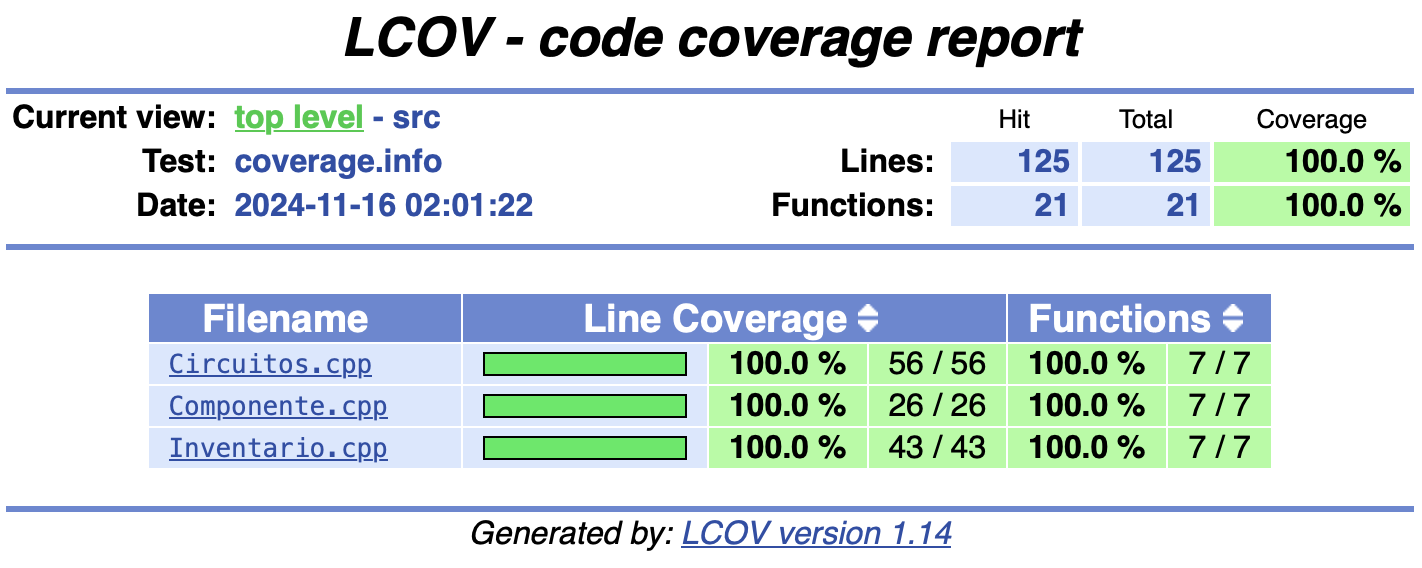 LCOV - code coverage report
Current view: top level - src
Hit Total Coverage
Test: coverage.info Lines: 125 125 100.0 %
Date: 2024-11-16 02:01:22 Functions: 21 21 100.0 %
Filename Line Coverage Functions
Circuitos.cpp 100.0 % 56 / 56 100.0 % 7 / 7
Componente.cpp 100.0 % 26 / 26 100.0 % 7 / 7
Inventario.cpp 100.0 % 43 / 43 100.0 % 7 / 7
Generated by: LCOV version 1.14